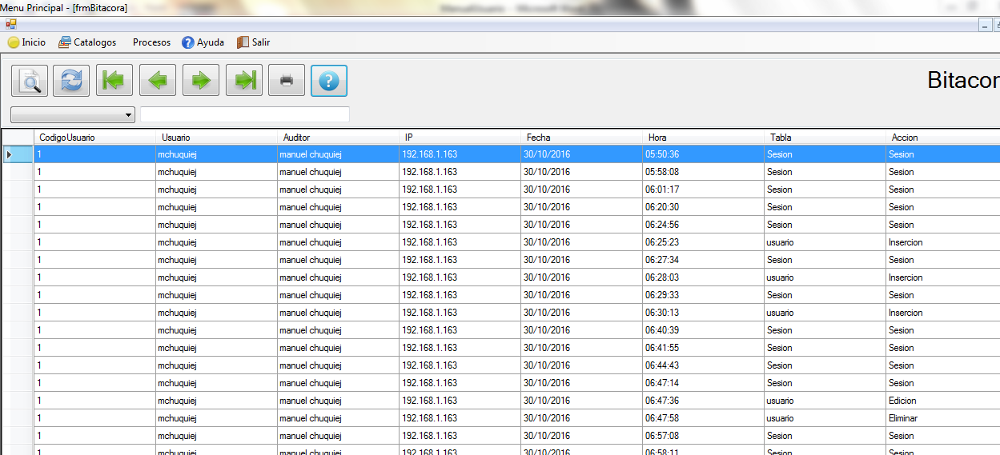 ManualUsuario - Microsoft Word
Menu Principal - [frmBitacora]
Inicio Catalogos Procesos Ayuda Salir
Bitacor
CodigoUsuario Usuario Auditor IP Fecha Hora Tabla Accion
1 mchuquiej manuel chuquiej 192.168.1.163 30/10/2016 05:50:36 Sesion Sesion
1 mchuquiej manuel chuquiej 192.168.1.163 30/10/2016 05:58:08 Sesion Sesion
1 mchuquiej manuel chuquiej 192.168.1.163 30/10/2016 06:01:17 Sesion Sesion
1 mchuquiej manuel chuquiej 192.168.1.163 30/10/2016 06:20:30 Sesion Sesion
1 mchuquiej manuel chuquiej 192.168.1.163 30/10/2016 06:24:56 Sesion Sesion
1 mchuquiej manuel chuquiej 192.168.1.163 30/10/2016 06:25:23 usuario Insercion
1 mchuquiej manuel chuquiej 192.168.1.163 30/10/2016 06:27:34 Sesion Sesion
1 mchuquiej manuel chuquiej 192.168.1.163 30/10/2016 06:28:03 usuario Insercion
1 mchuquiej manuel chuquiej 192.168.1.163 30/10/2016 06:29:33 Sesion Sesion
1 mchuquiej manuel chuquiej 192.168.1.163 30/10/2016 06:30:13 usuario Insercion
1 mchuquiej manuel chuquiej 192.168.1.163 30/10/2016 06:40:39 Sesion Sesion
1 mchuquiej manuel chuquiej 192.168.1.163 30/10/2016 06:41:55 Sesion Sesion
1 mchuquiej manuel chuquiej 192.168.1.163 30/10/2016 06:44:43 Sesion Sesion
1 mchuquiej manuel chuquiej 192.168.1.163 30/10/2016 06:47:14 Sesion Sesion
1 mchuquiej manuel chuquiej 192.168.1.163 30/10/2016 06:47:36 usuario Edicion
1 mchuquiej manuel chuquiej 192.168.1.163 30/10/2016 06:47:58 usuario Eliminar
1 mchuquiej manuel chuquiej 192.168.1.163 30/10/2016 06:57:08 Sesion Sesion
1 mchuquiej manuel chuquiej 192.168.1.163 30/10/2016 06:58:11 Sesion Sesion